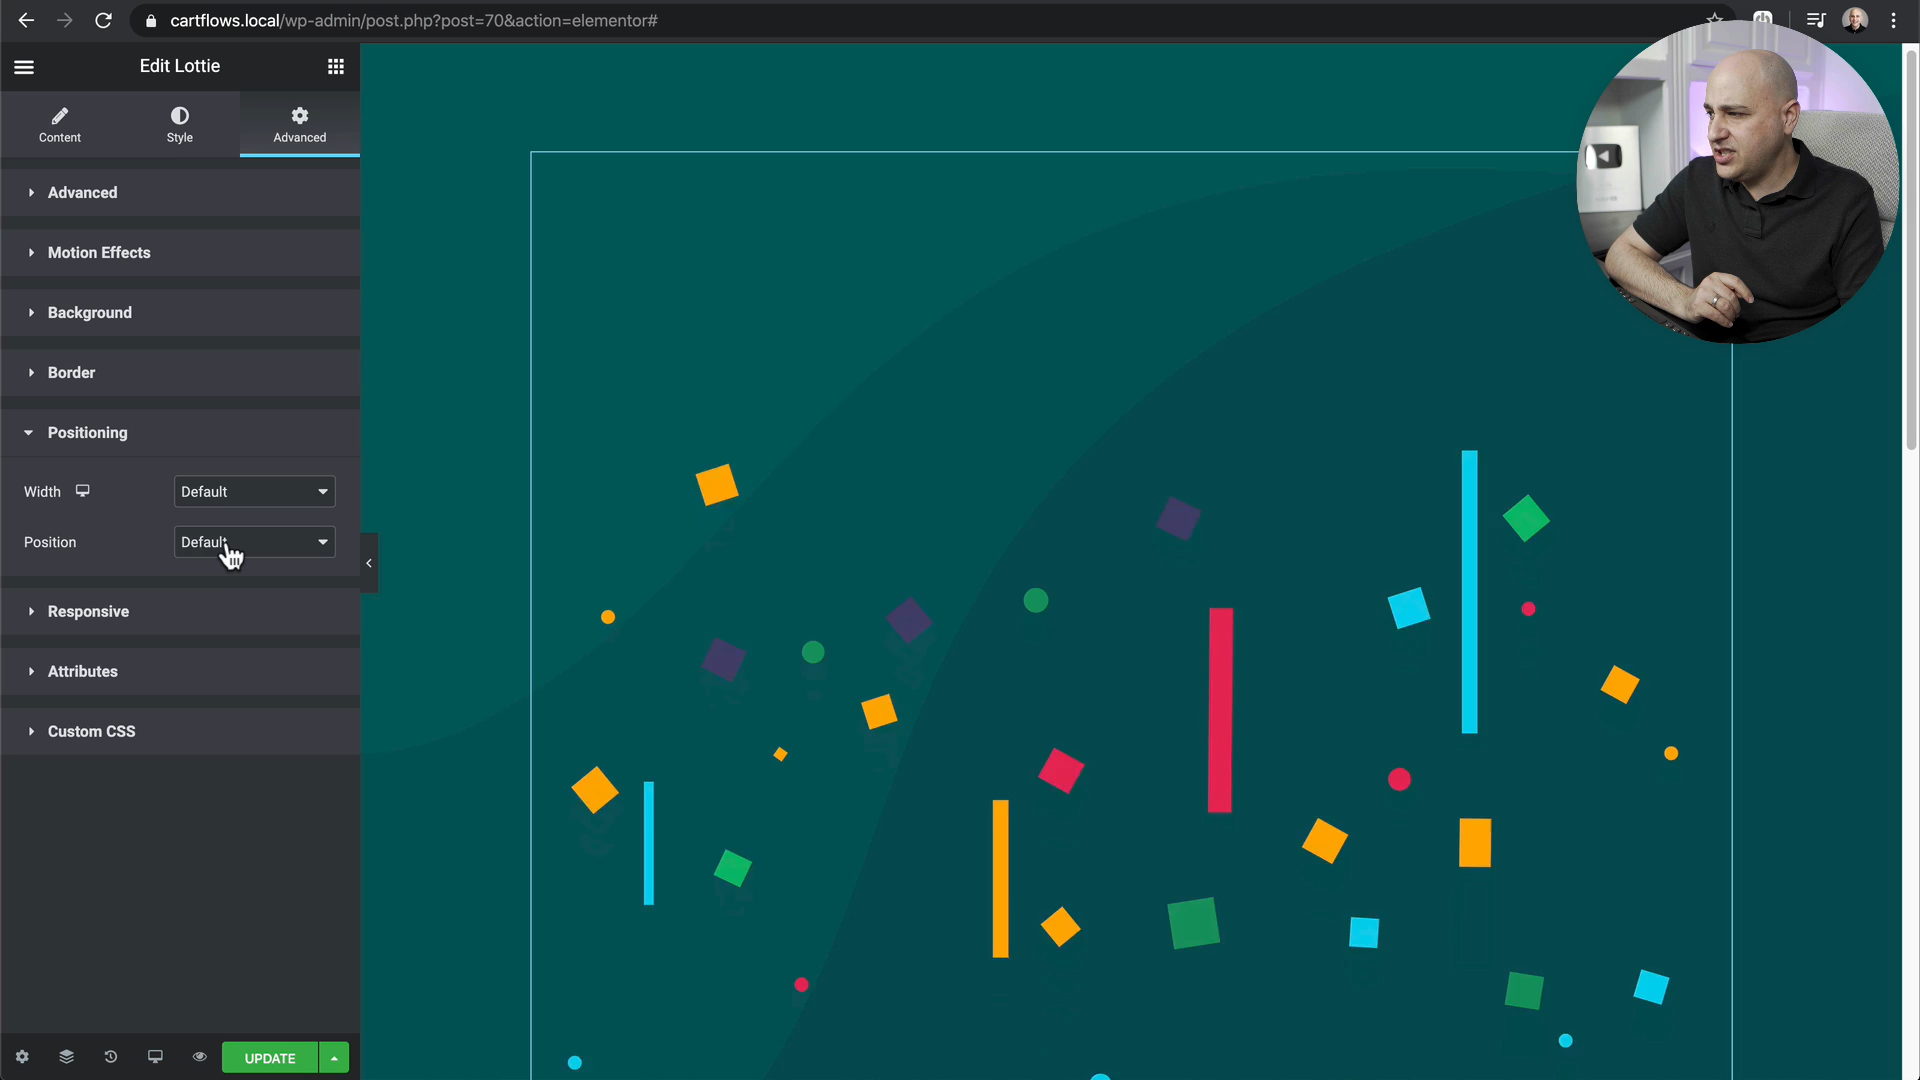 cartflows.local/wp-admin/post.php?post=70&action=elementor#
Edit Lottie
Content
Style
Advanced
Advanced
Motion Effects
Background
Border
Positioning
Width
Default
Position
Default
Responsive
Attributes
Custom CSS
UPDATE